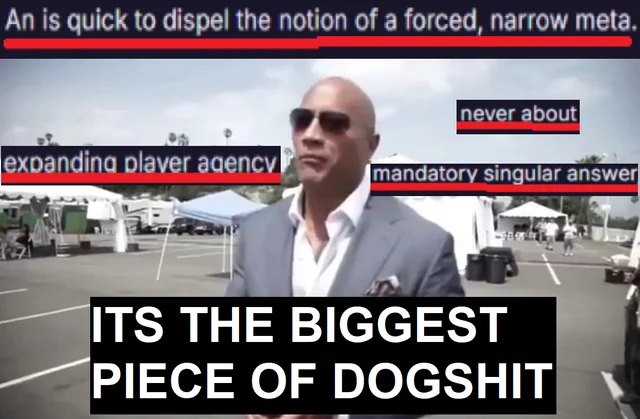 An is quick to dispel the notion of a forced, narrow meta.
never about
expanding player agency
mandatory singular answer
ITS THE BIGGEST
PIECE OF DOGSHIT